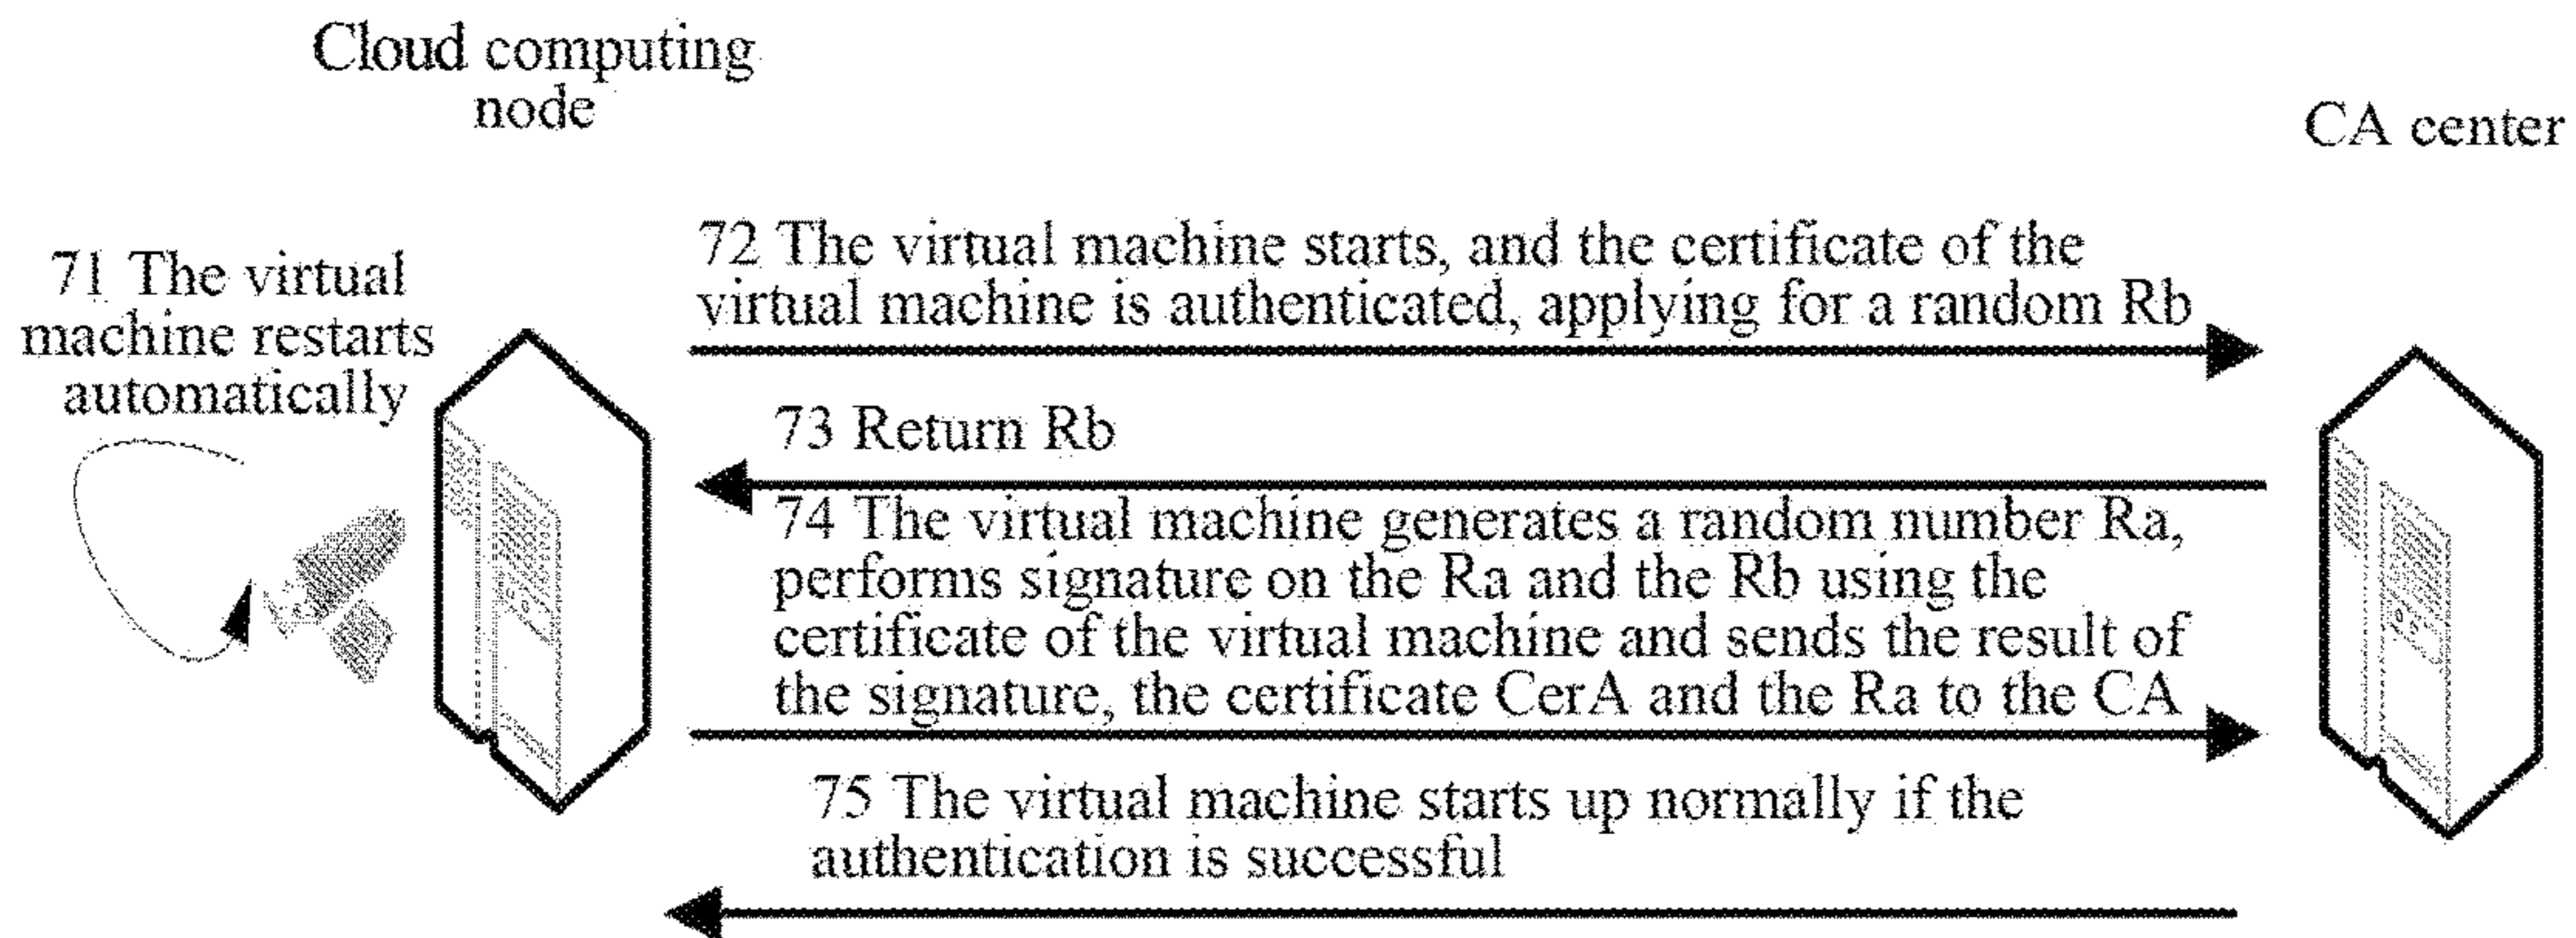 Cloud computing
node
CA center
71 The virtual
machine restarts
automatically
72 The virtual machine starts, and the certificate of the
virtual machine is authenticated, applying for a random Rb
73 Return Rb
74 The virtual machine generates a random number Ra,
performs signature on the Ra and the Rb using the
certificate of the virtual machine and sends the result of
the signature, the certificate CerA and the Ra to the CA
75 The virtual machine starts up normally if the
authentication is successful